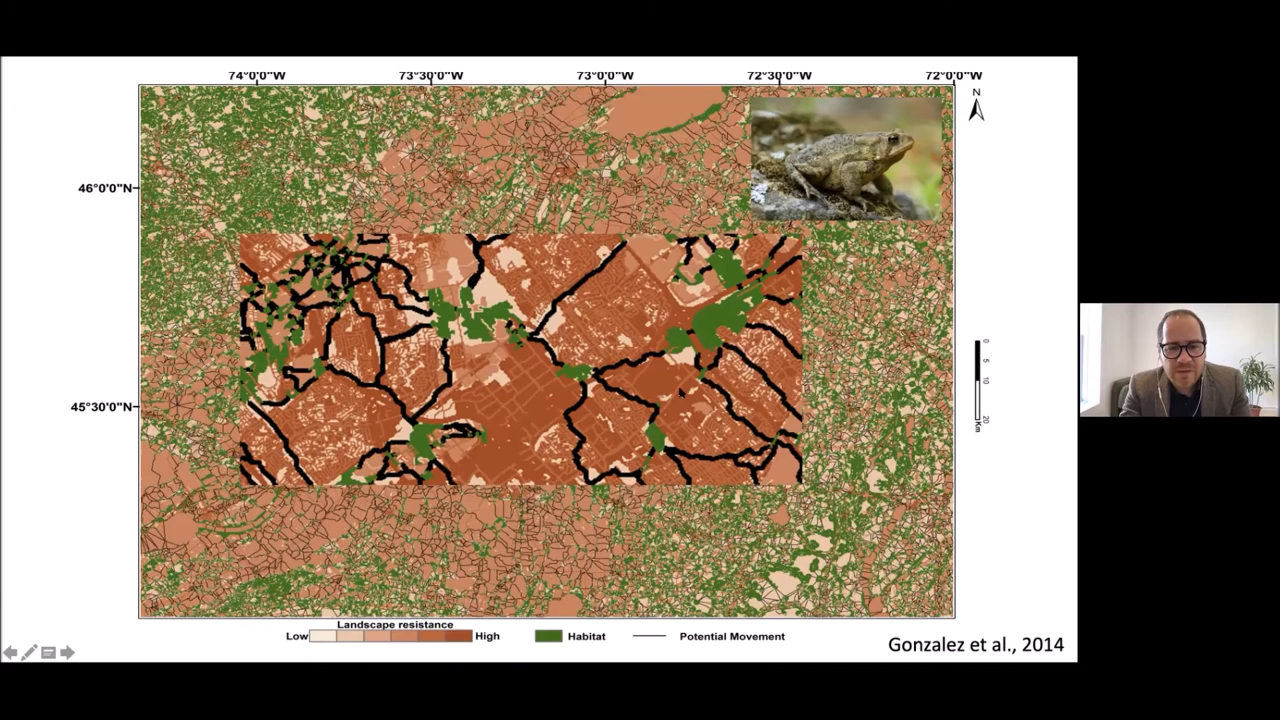 74°0'0"W 73°30'0"W 73°0'0"W 72°30'0"W 72°0'0"W
N
46°0'0"N
45°30'0"N
0
5
10
20
Km
Landscape resistance
Low High Habitat Potential Movement
Gonzalez et al., 2014